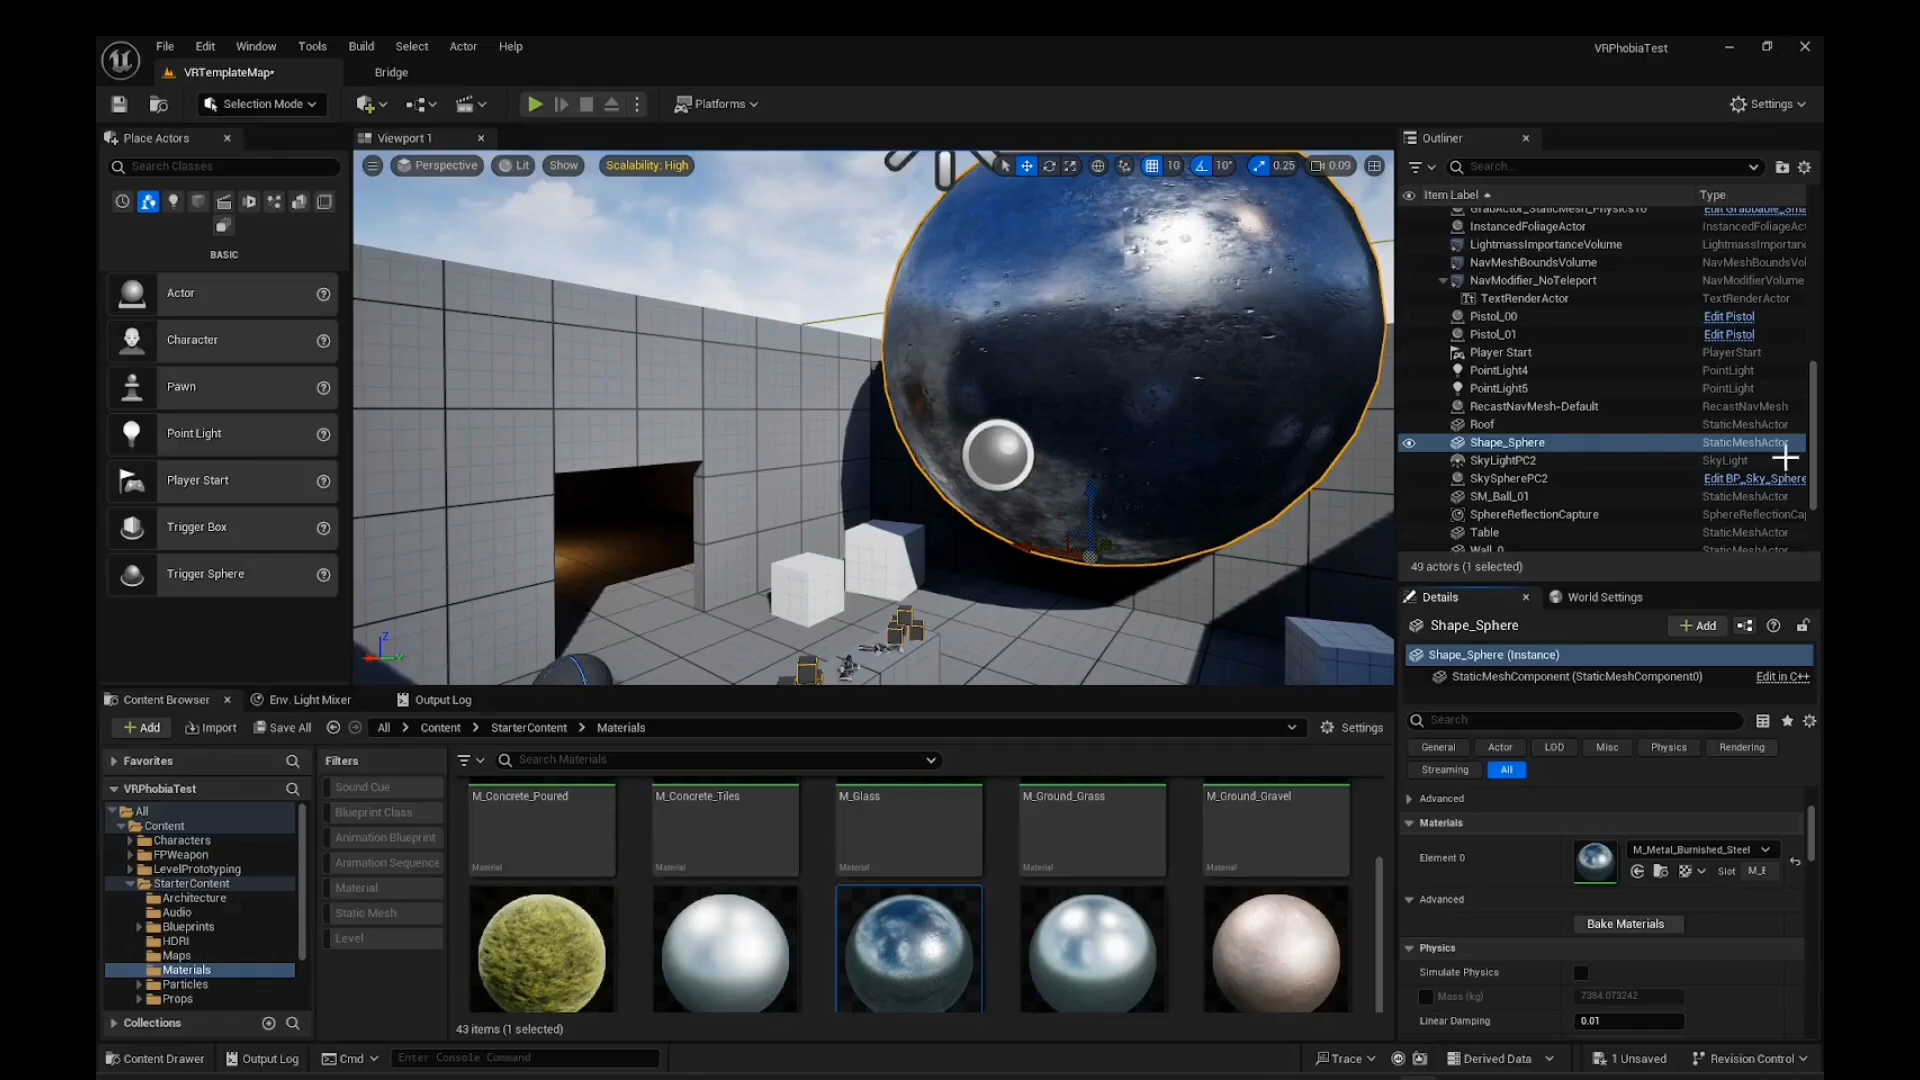 File Edit Window Tools Build Select Actor Help
VRPhobiaTest
VRTemplateMap*
Bridge
Selection Mode
Platforms
Settings
Place Actors
Search Classes
BASIC
Actor
Character
Pawn
Point Light
Player Start
Trigger Box
Trigger Sphere
Viewport 1
Perspective Lit Show Scalability: High
10 10° 0.25 0.09
Z
Outliner
Search...
Item Label Type
GrabActor_StaticMesh_Physics10 Edit Grabbable_Sma
InstancedFoliageActor InstancedFoliageAct
LightmassImportanceVolume LightmassImportanc
NavMeshBoundsVolume NavMeshBoundsVol
NavModifier_NoTeleport NavModifierVolume
TextRenderActor TextRenderActor
Pistol_00 Edit Pistol
Pistol_01 Edit Pistol
Player Start PlayerStart
PointLight4 PointLight
PointLight5 PointLight
RecastNavMesh-Default RecastNavMesh
Roof StaticMeshActor
Shape_Sphere StaticMeshActor
SkyLightPC2 SkyLight
SkySpherePC2 Edit BP_Sky_Sphere
SM_Ball_01 StaticMeshActor
SphereReflectionCapture SphereReflectionCap
Table StaticMeshActor
Wall_0 StaticMeshActor
49 actors (1 selected)
Details
World Settings
Shape_Sphere
Add
Shape_Sphere (Instance)
StaticMeshComponent (StaticMeshComponent0) Edit in C++
Search
General Actor LOD Misc Physics Rendering
Streaming All
Advanced
Materials
Element 0
M_Metal_Burnished_Steel
Slot M_E
Advanced
Bake Materials
Physics
Simulate Physics
Mass (kg) 7384.073242
Linear Damping 0.01
Content Browser
Env. Light Mixer
Output Log
Add Import Save All All Content StarterContent Materials Settings
Favorites
VRPhobiaTest
All
Content
Characters
FPWeapon
LevelPrototyping
StarterContent
Architecture
Audio
Blueprints
HDRI
Maps
Materials
Particles
Props
Collections
Filters
Sound Cue
Blueprint Class
Animation Blueprint
Animation Sequence
Material
Static Mesh
Level
Search Materials
M_Concrete_Poured
Material
M_Concrete_Tiles
Material
M_Glass
Material
M_Ground_Grass
Material
M_Ground_Gravel
Material
43 items (1 selected)
Content Drawer Output Log Cmd Enter Console Command
Trace Derived Data 1 Unsaved Revision Control